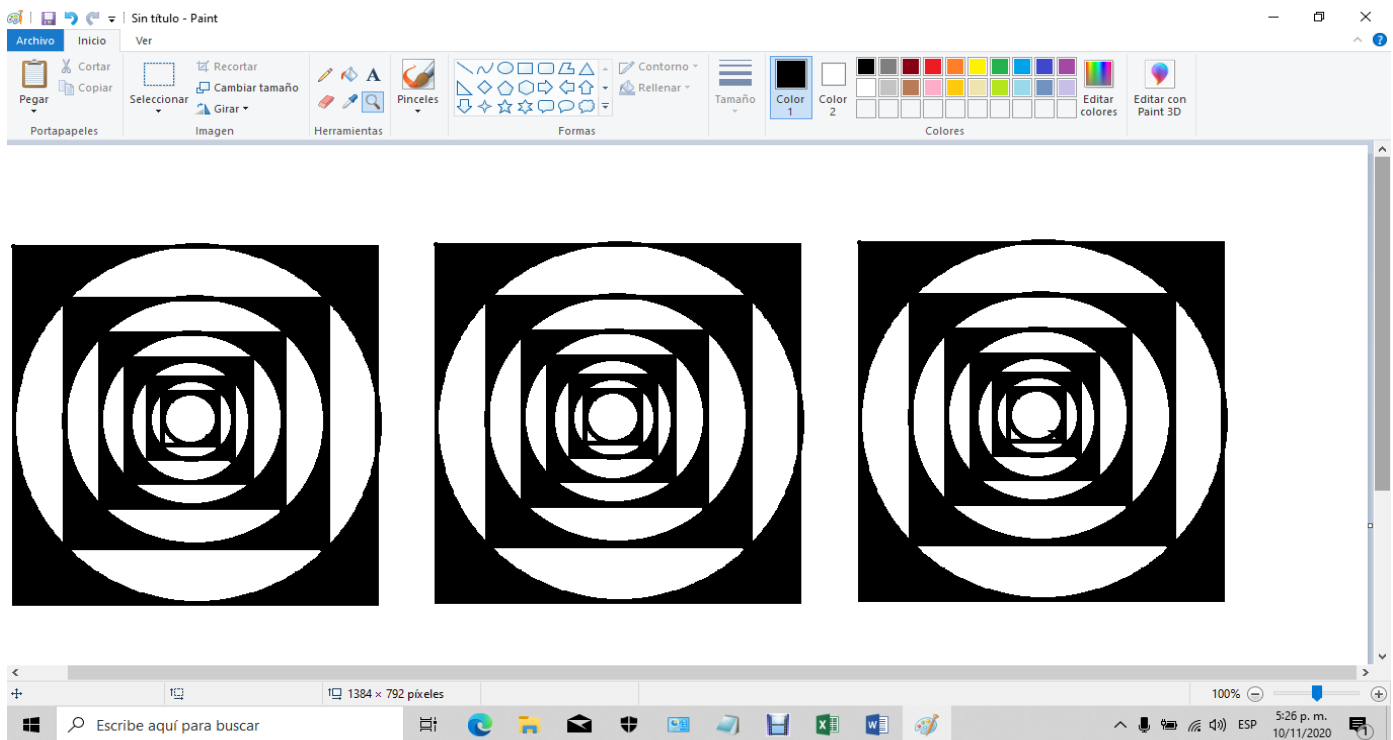 Sin título - Paint
Archivo Inicio Ver
Pegar
Cortar
Copiar
Portapapeles
Seleccionar
Recortar
Cambiar tamaño
Girar
Imagen
A
Herramientas
Pinceles
Contorno
Rellenar
Formas
Tamaño
Color 1
Color 2
Colores
Editar colores
Editar con Paint 3D
1384 × 792 píxeles
100%
Escribe aquí para buscar
ESP
5:26 p. m.
10/11/2020
1